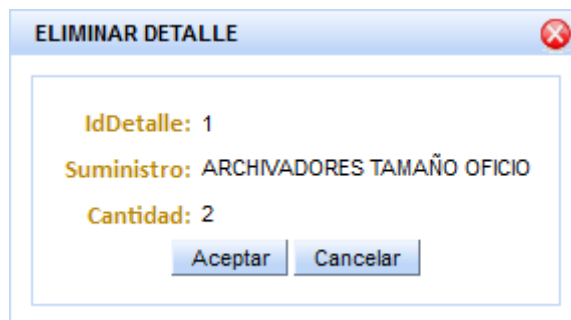 ELIMINAR DETALLE
IdDetalle: 1
Suministro: ARCHIVADORES TAMAÑO OFICIO
Cantidad: 2
Aceptar Cancelar